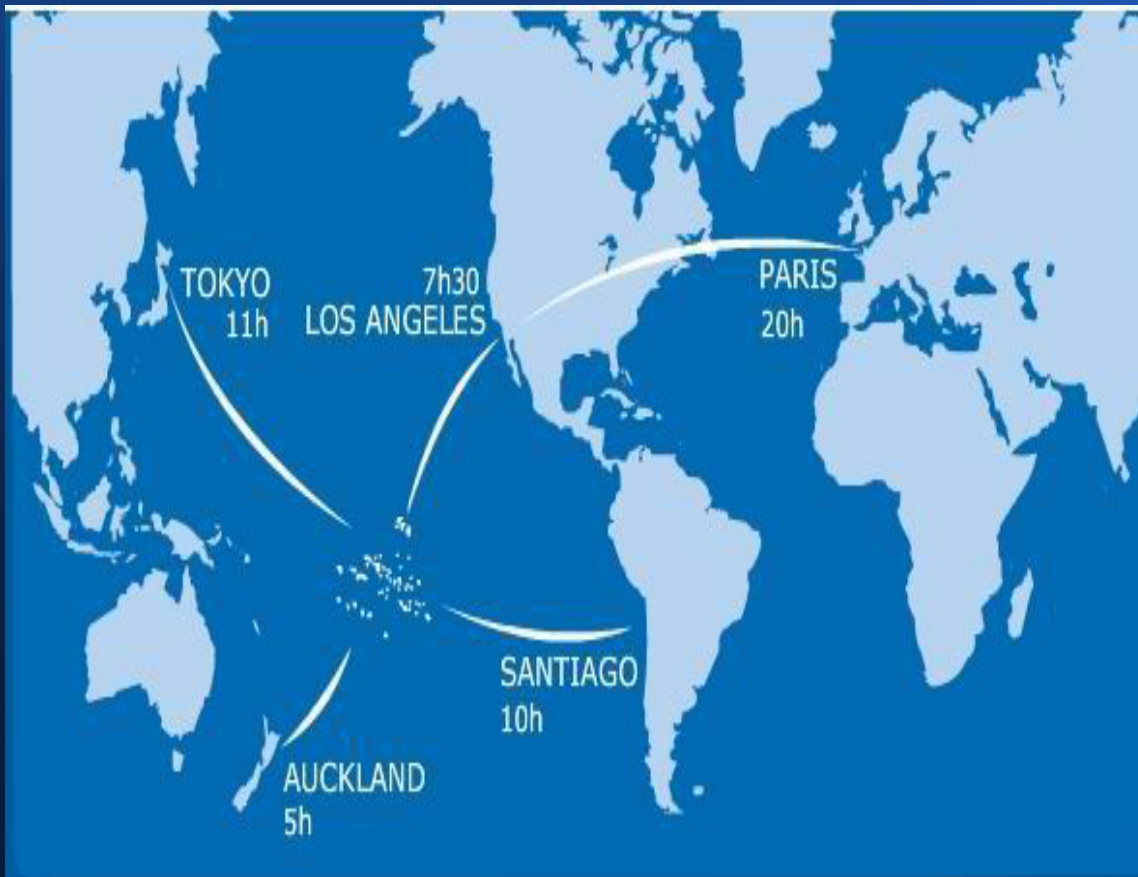 TOKYO
11h
7h30
LOS ANGELES
PARIS
20h
SANTIAGO
10h
AUCKLAND
5h